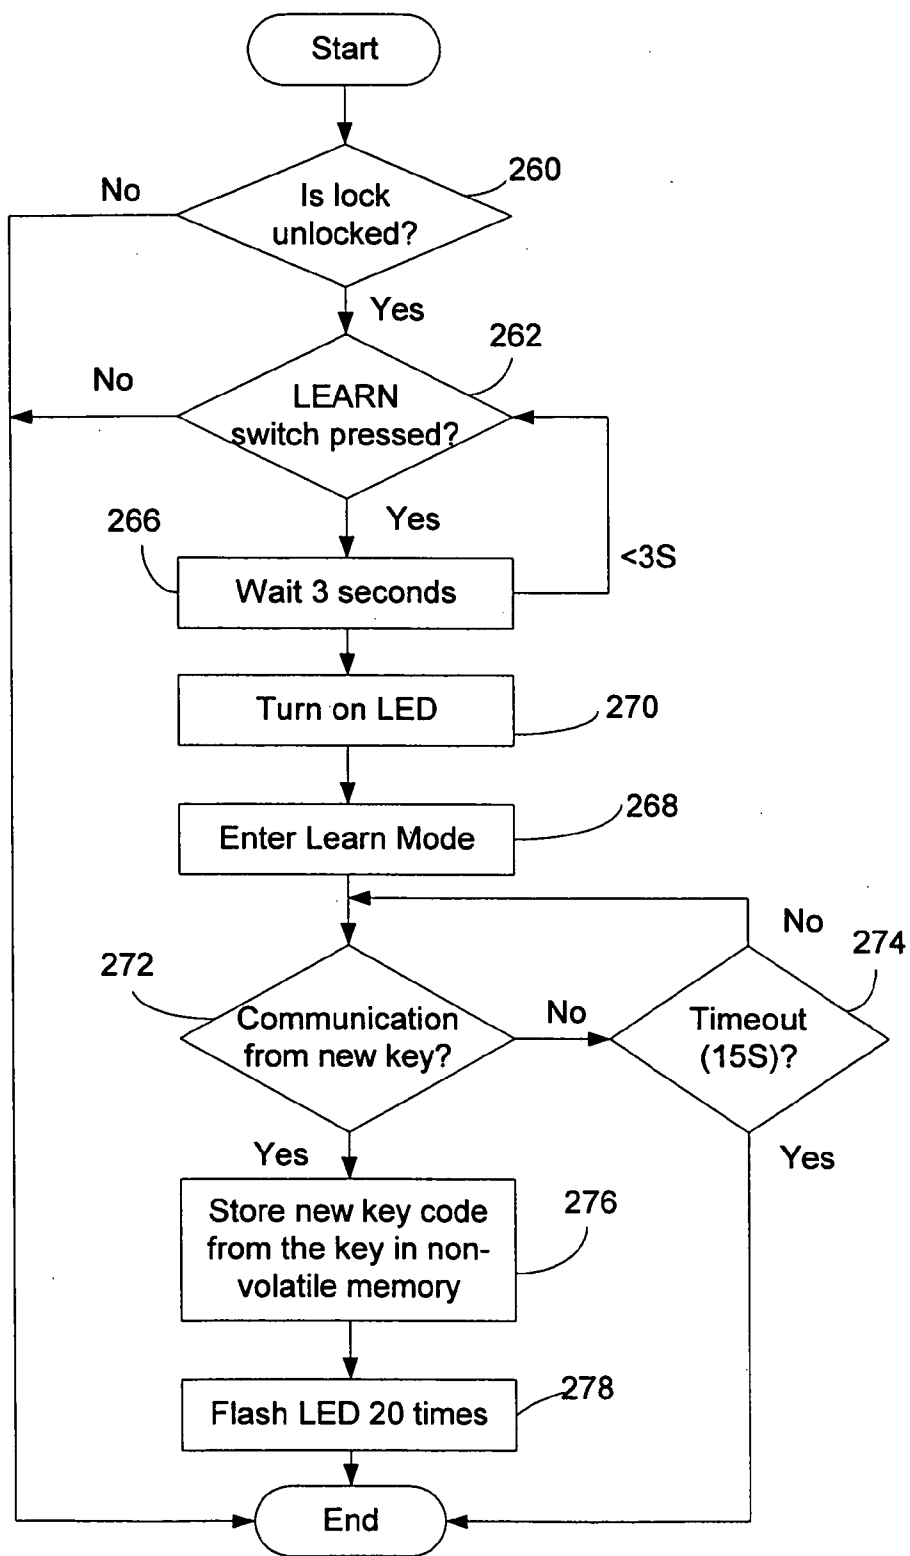 Start
260
No
Is lock
unlocked?
Yes
262
No
LEARN
switch pressed?
266
Yes
<3S
Wait 3 seconds
Turn on LED
270
268
Enter Learn Mode
No
274
272
Communication
from new key?
No
Timeout
(15S)?
Yes
Yes
Store new key code
from the key in non-
volatile memory
276
278
Flash LED 20 times
End